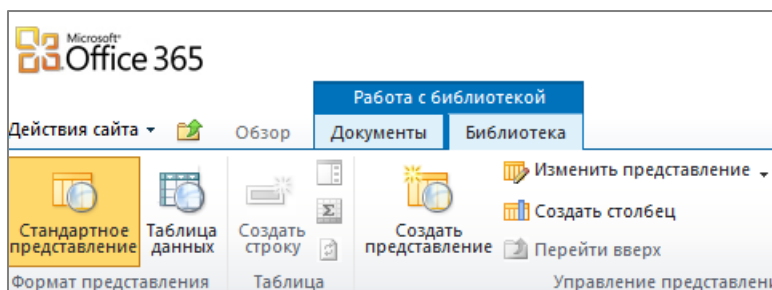 Microsoft
Office 365
Работа с библиотекой
Действия сайта
Обзор
Документы
Библиотека
Стандартное
представление
Таблица
данных
Создать
строку
Создать
представление
Изменить представление
Создать столбец
Перейти вверх
Формат представления
Таблица
Управление